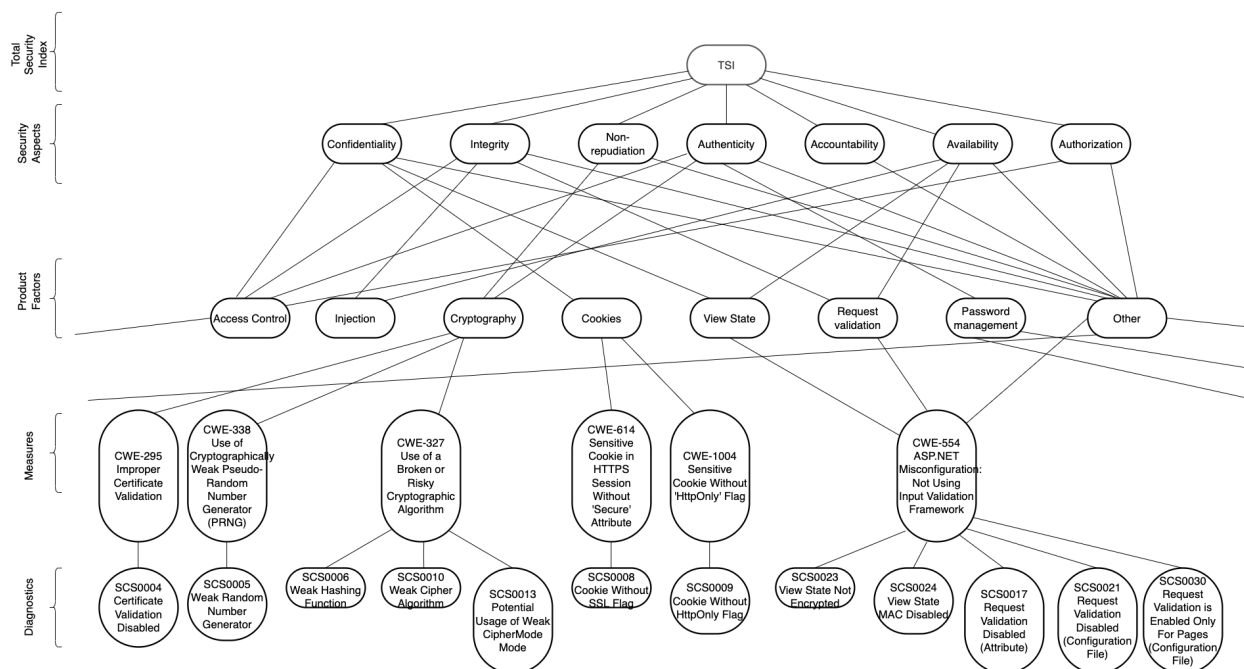 Total
Security
Index
TSI
Security
Aspects
Confidentiality
Integrity
Non-
repudiation
Authenticity
Accountability
Availability
Authorization
Product
Factors
Access Control
Injection
Cryptography
Cookies
View State
Request
validation
Password
management
Other
Measures
CWE-295
Improper
Certificate
Validation
CWE-338
Use of
Cryptographically
Weak Pseudo-
Random
Number
Generator
(PRNG)
CWE-327
Use of a
Broken or
Risky
Cryptographic
Algorithm
CWE-614
Sensitive
Cookie in
HTTPS
Session
Without
'Secure'
Attribute
CWE-1004
Sensitive
Cookie Without
'HttpOnly' Flag
CWE-554
ASP.NET
Misconfiguration:
Not Using
Input Validation
Framework
Diagnostics
SCS0004
Certificate
Validation
Disabled
SCS0005
Weak Random
Number
Generator
SCS0006
Weak Hashing
Function
SCS0010
Weak Cipher
Algorithm
SCS0013
Potential
Usage of Weak
CipherMode
Mode
SCS0008
Cookie Without
SSL Flag
SCS0009
Cookie Without
HttpOnly Flag
SCS0023
View State Not
Encrypted
SCS0024
View State
MAC Disabled
SCS0017
Request
Validation
Disabled
(Attribute)
SCS0021
Request
Validation
Disabled
(Configuration
File)
SCS0030
Request
Validation is
Enabled Only
For Pages
(Configuration
File)